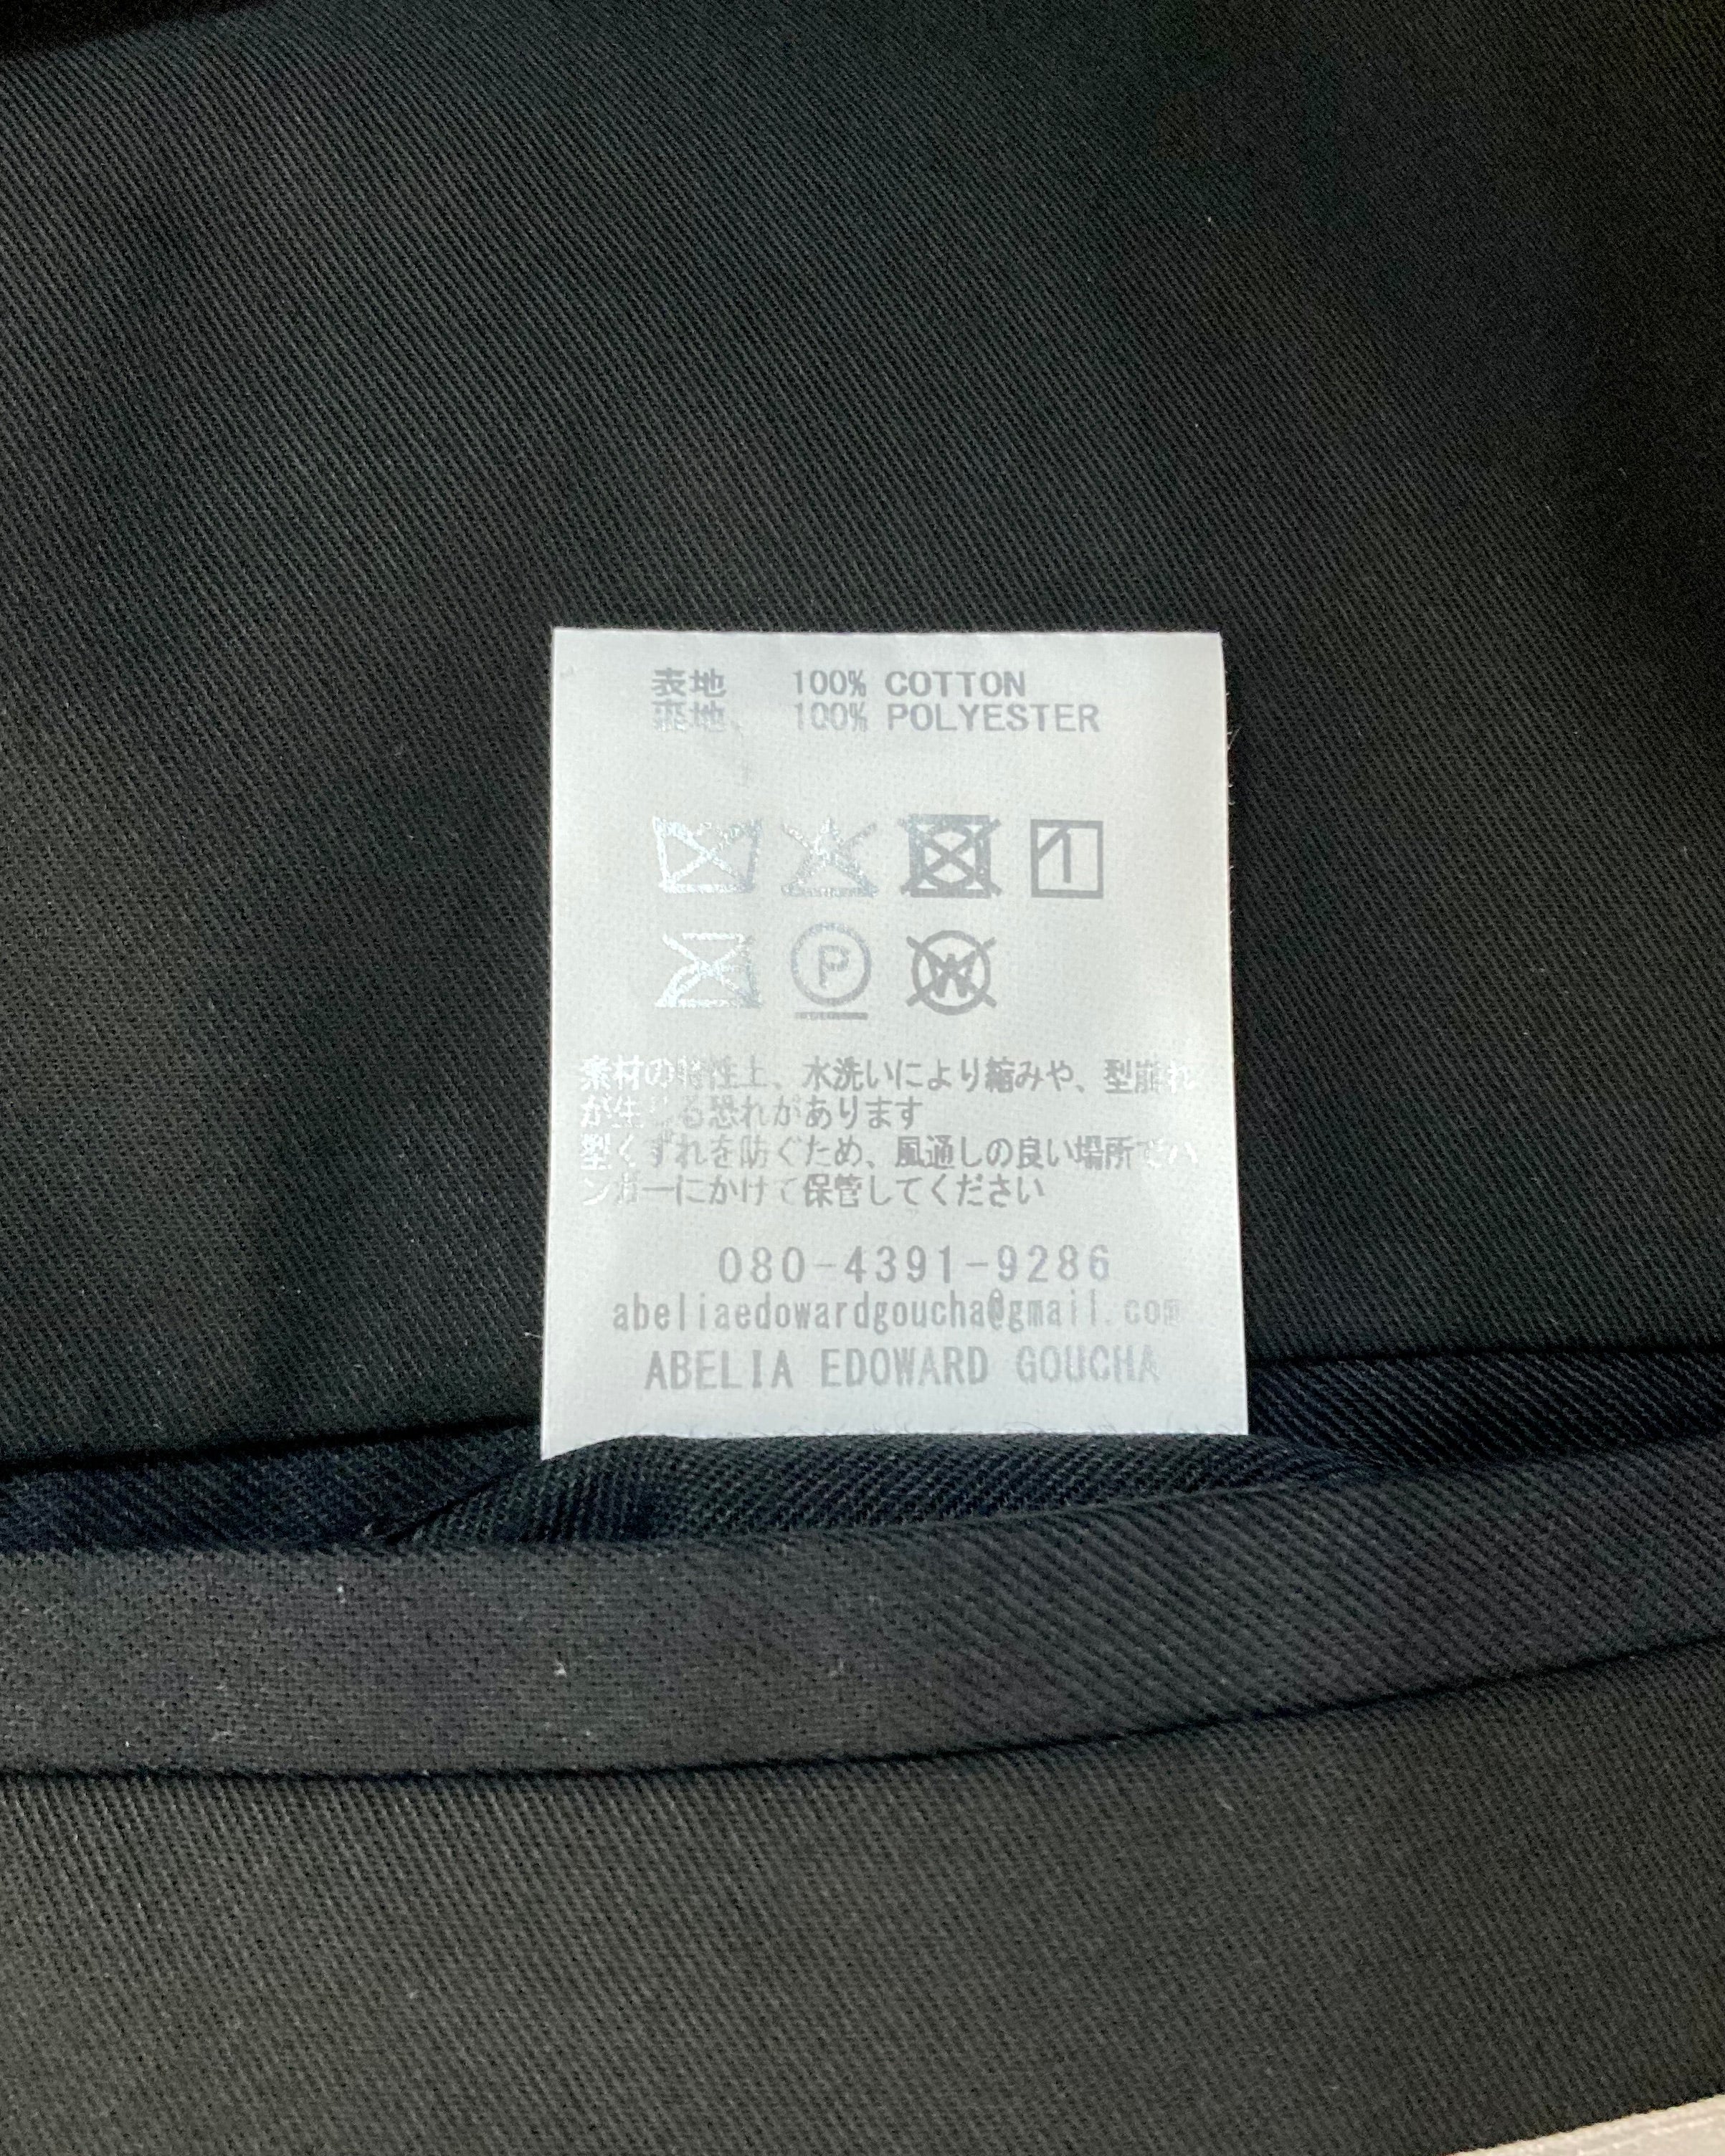 表地 100% COTTON
裏地、 100% POLYESTER
1
P
W
素材の特性上、水洗いにより縮みや、型崩れ
が生じる恐れがあります
型くずれを防ぐため、風通しの良い場所でハ
ンガーにかけて保管してください
080-4391-9286
abeliaedowardgoucha@gmail.com
ABELIA EDOWARD GOUCHA